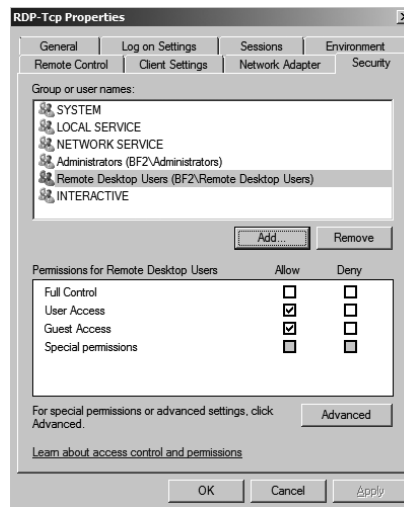 RDP-Tcp Properties
General Log on Settings Sessions Environment
Remote Control Client Settings Network Adapter Security
Group or user names:
SYSTEM
LOCAL SERVICE
NETWORK SERVICE
Administrators (BF2\Administrators)
Remote Desktop Users (BF2\Remote Desktop Users)
INTERACTIVE
Add... Remove
Permissions for Remote Desktop Users Allow Deny
Full Control
User Access
Guest Access
Special permissions
For special permissions or advanced settings, click Advanced
Advanced.
Learn about access control and permissions
OK Cancel Apply